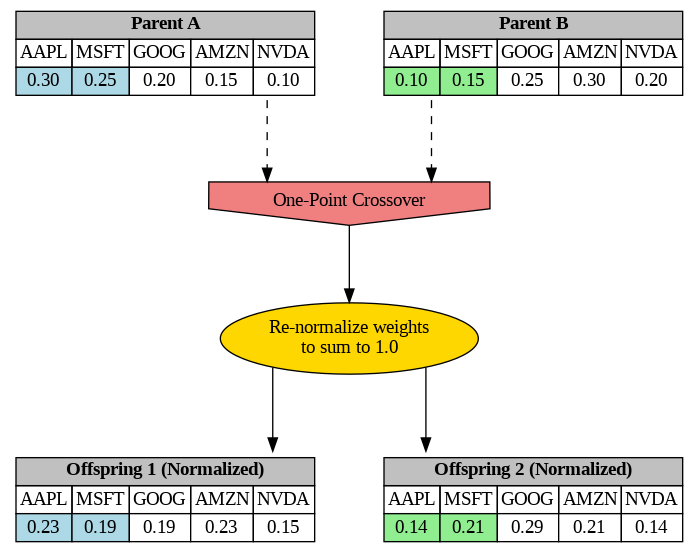 Parent A
AAPL MSFT GOOG AMZN NVDA
0.30 0.25 0.20 0.15 0.10
Parent B
AAPL MSFT GOOG AMZN NVDA
0.10 0.15 0.25 0.30 0.20
One-Point Crossover
Re-normalize weights
to sum to 1.0
Offspring 1 (Normalized)
AAPL MSFT GOOG AMZN NVDA
0.23 0.19 0.19 0.23 0.15
Offspring 2 (Normalized)
AAPL MSFT GOOG AMZN NVDA
0.14 0.21 0.29 0.21 0.14